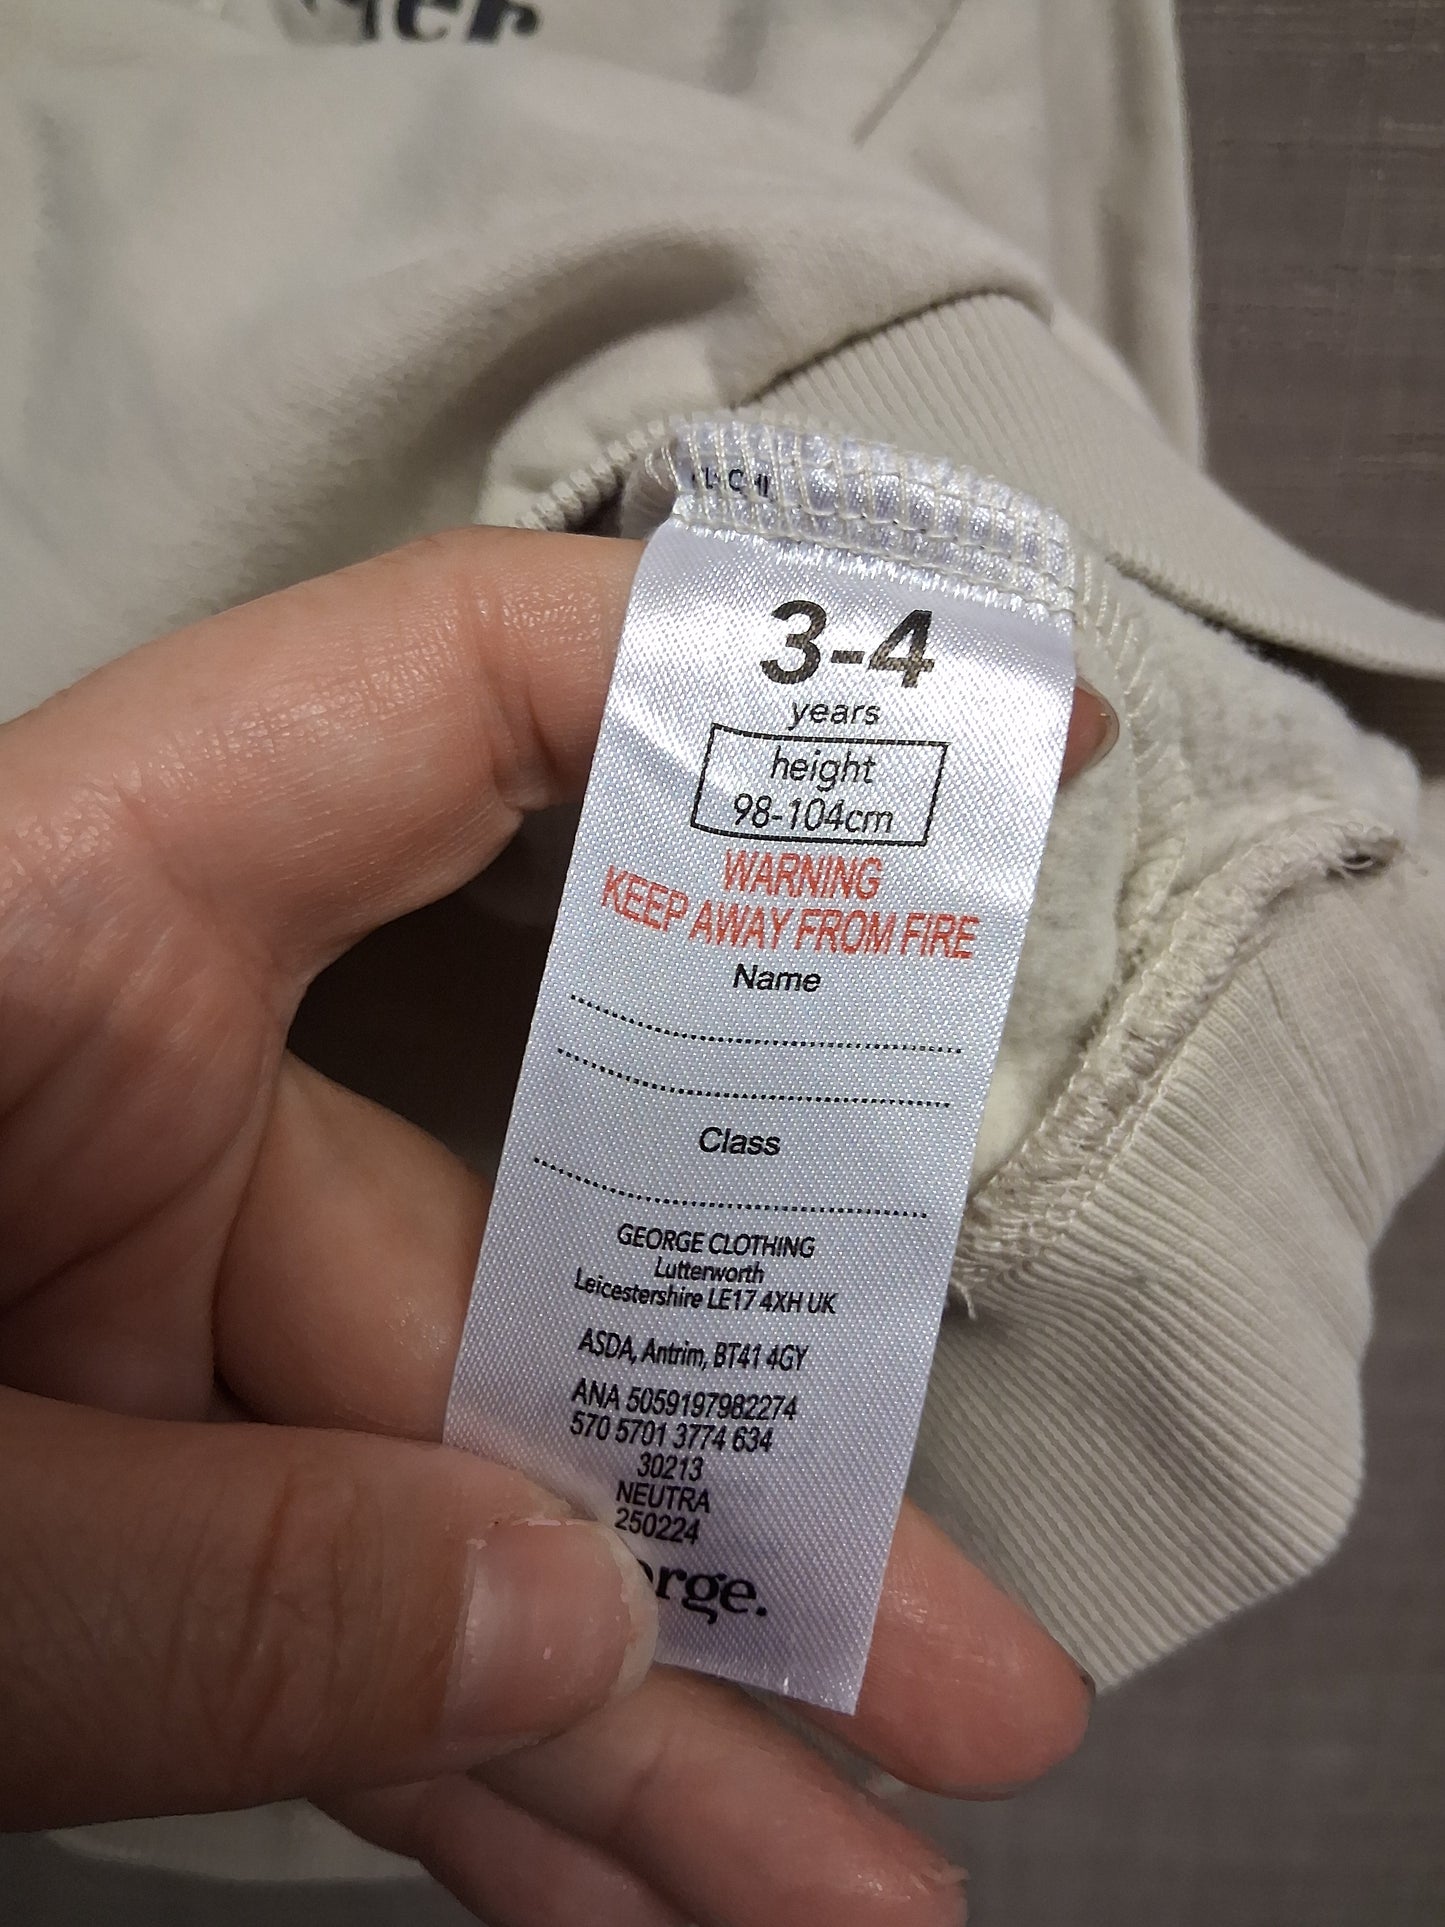 3-4
years
height
98-104cm
WARNING
KEEP AWAY FROM FIRE
Name
Class
GEORGE CLOTHING
Lutterworth
Leicestershire LE17 4XH UK
ASDA, Antrim, BT41 4GY
ANA 5059197982274
570 5701 3774 634
30213
NEUTRA
250224
orge.